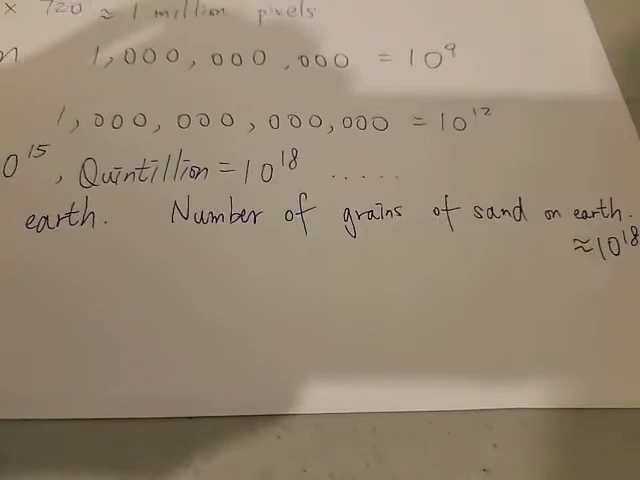 × 720 ≈ 1 million pixels
1,000,000,000 = 10⁹
1,000,000,000,000 = 10¹²
0¹⁵, Quintillion = 10¹⁸ .....
earth. Number of grains of sand on earth.
≈10¹⁸